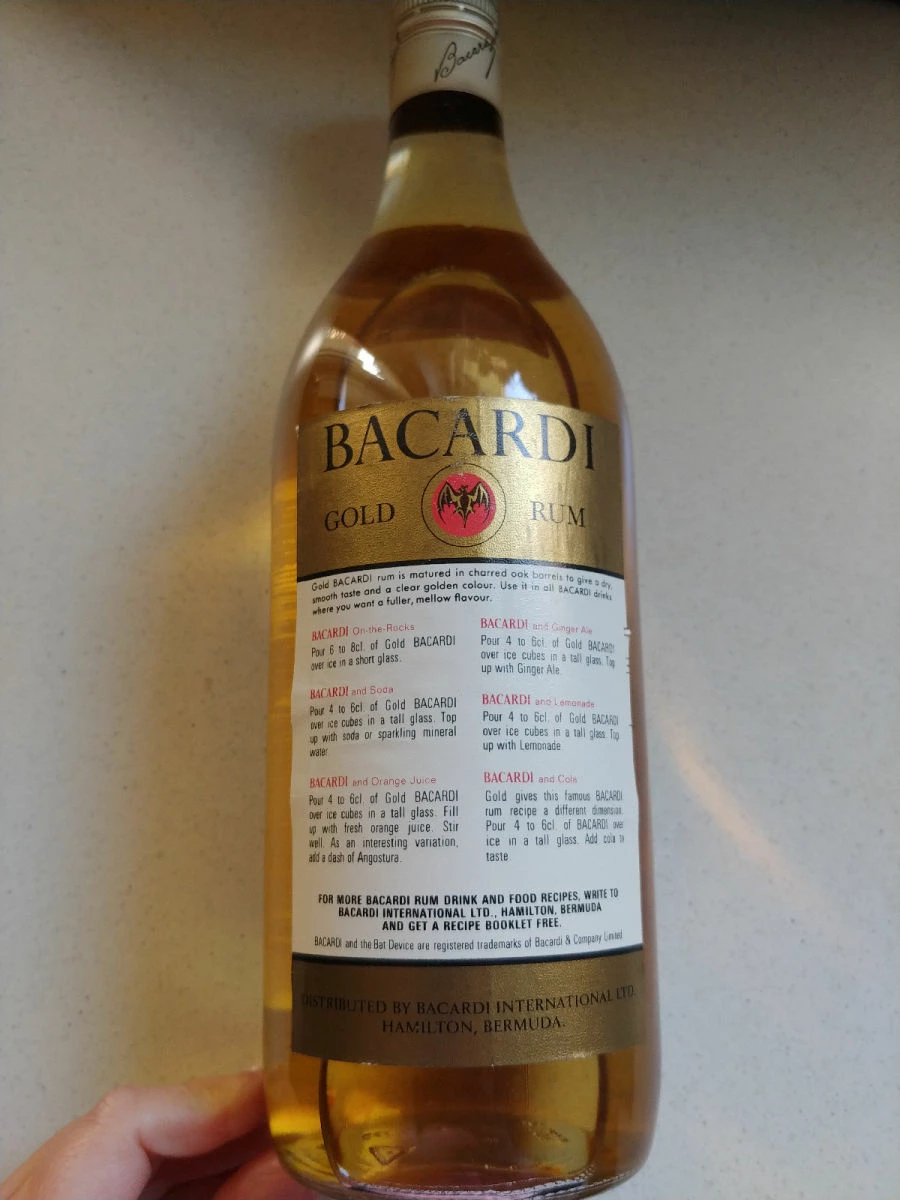 Bacardi
BACARDI
GOLD RUM
Gold BACARDI rum is matured in charred oak barrels to give a dry,
smooth taste and a clear golden colour. Use it in all BACARDI drinks
where you want a fuller, mellow flavour.
BACARDI On-the-Rocks
Pour 6 to 8cl. of Gold BACARDI
over ice in a short glass.
BACARDI and Soda
Pour 4 to 6cl. of Gold BACARDI
over ice cubes in a tall glass. Top
up with soda or sparkling mineral
water.
BACARDI and Orange Juice
Pour 4 to 6cl. of Gold BACARDI
over ice cubes in a tall glass. Fill
up with fresh orange juice. Stir
well. As an interesting variation,
add a dash of Angostura.
BACARDI and Ginger Ale
Pour 4 to 6cl. of Gold BACARDI
over ice cubes in a tall glass. Top
up with Ginger Ale.
BACARDI and Lemonade
Pour 4 to 6cl. of Gold BACARDI
over ice cubes in a tall glass. Top
up with Lemonade.
BACARDI and Cola
Gold gives this famous BACARDI
rum recipe a different dimension.
Pour 4 to 6cl. of BACARDI over
ice in a tall glass. Add cola to
taste.
FOR MORE BACARDI RUM DRINK AND FOOD RECIPES, WRITE TO
BACARDI INTERNATIONAL LTD., HAMILTON, BERMUDA
AND GET A RECIPE BOOKLET FREE.
BACARDI and the Bat Device are registered trademarks of Bacardi & Company Limited.
DISTRIBUTED BY BACARDI INTERNATIONAL LTD.
HAMILTON, BERMUDA.